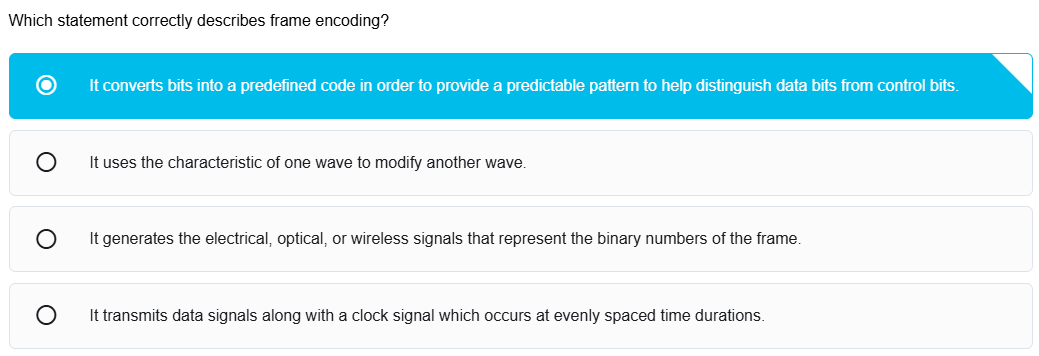 Which statement correctly describes frame encoding?
It converts bits into a predefined code in order to provide a predictable pattern to help distinguish data bits from control bits.
It uses the characteristic of one wave to modify another wave.
It generates the electrical, optical, or wireless signals that represent the binary numbers of the frame.
It transmits data signals along with a clock signal which occurs at evenly spaced time durations.